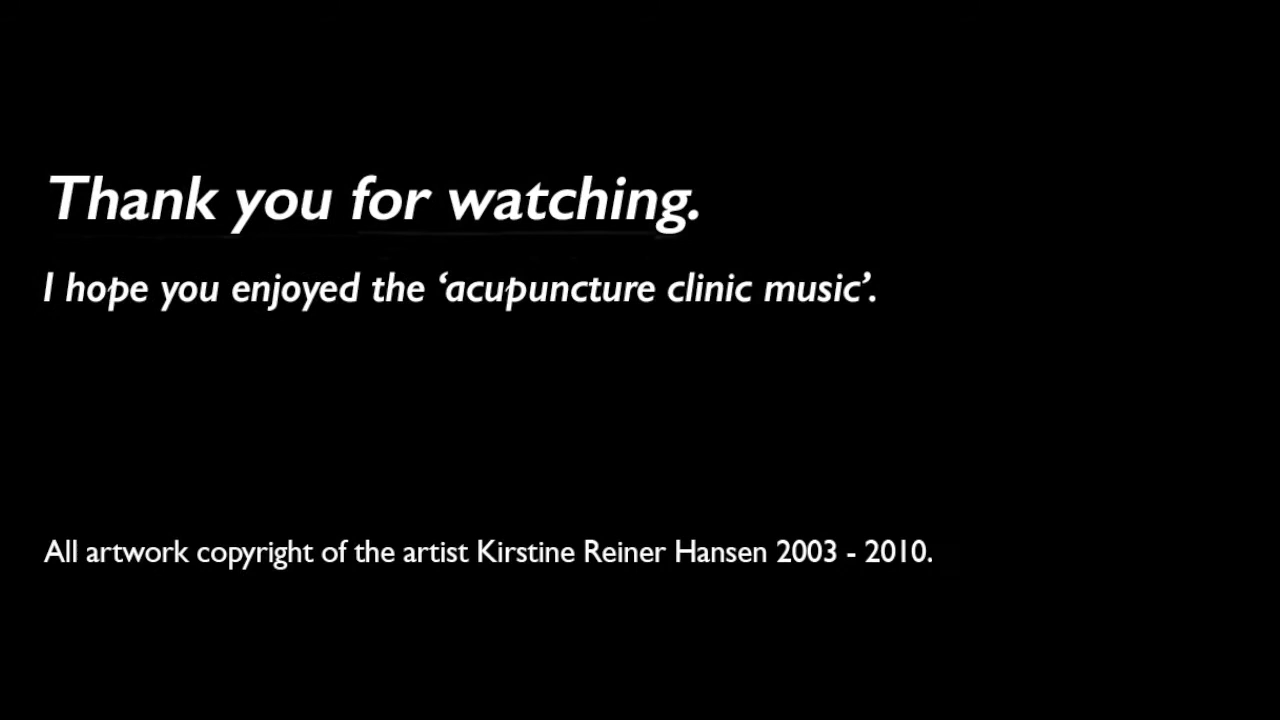 Thank you for watching.
I hope you enjoyed the ‘acupuncture clinic music’.
All artwork copyright of the artist Kirstine Reiner Hansen 2003 - 2010.